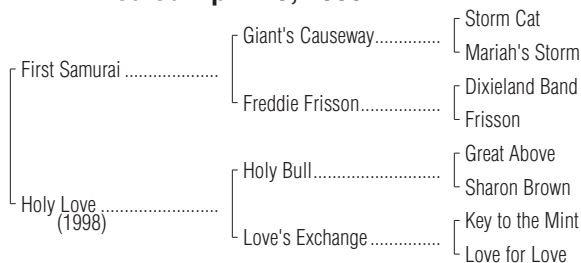 Storm Cat
Giant's Causeway..............
Mariah's Storm
First Samurai ....................
Dixieland Band
Freddie Frisson.................
Frisson
Great Above
Holy Bull...........................
Sharon Brown
Holy Love .........................
(1998)
Key to the Mint
Love's Exchange ...............
Love for Love